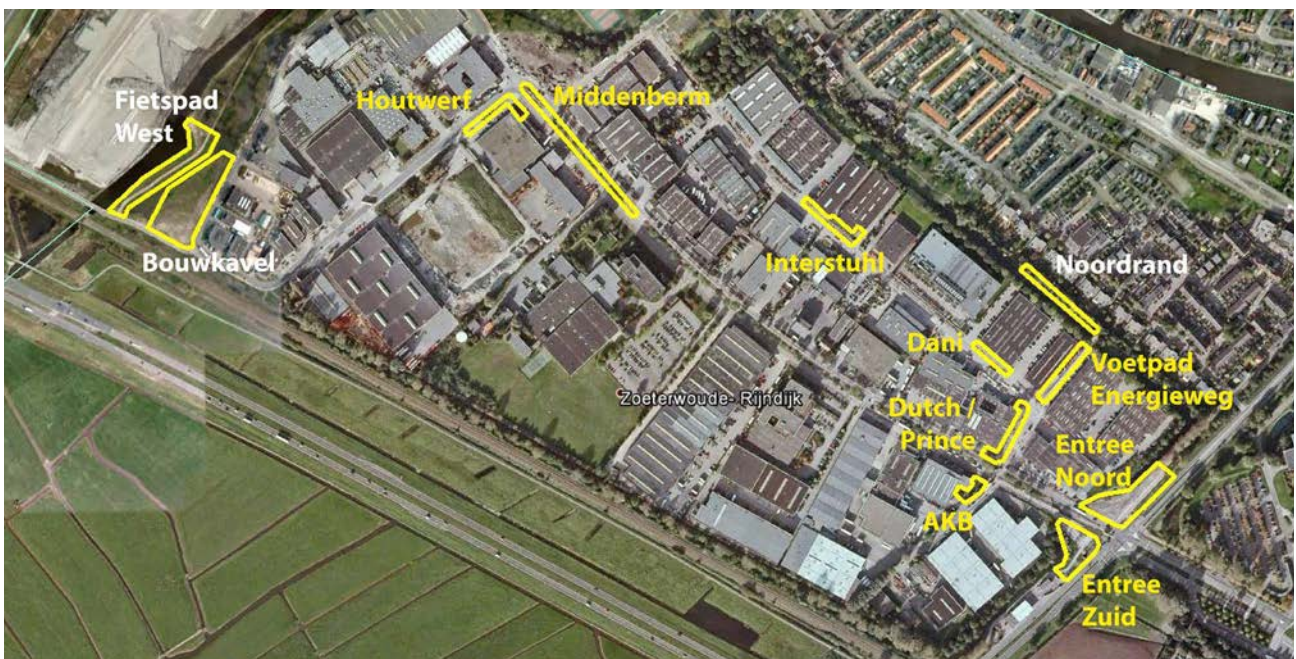 Fietspad
West
Houtwerf
Middenberm
Bouwkavel
Interstuhl
Noordrand
Dani
Voetpad
Energieweg
Zoeterwoude- Rijndijk
Dutch /
Prince
Entree
Noord
AKB
Entree
Zuid